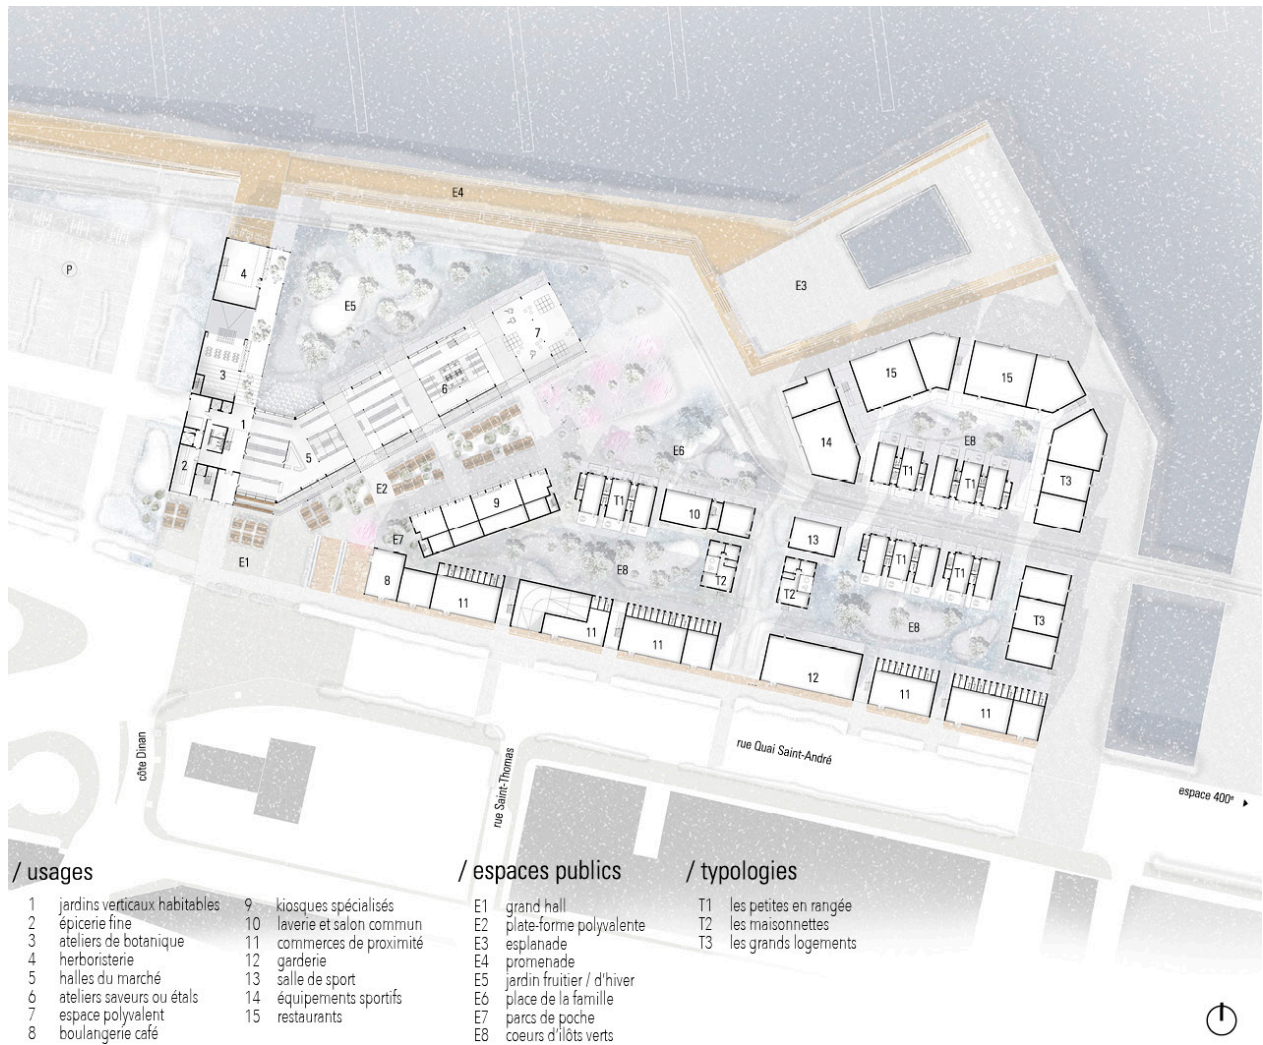 E4
P
4
E3
E5
7
3
15
15
6
1
14
E8
5
E6
2
T1
T1
T3
E2
9
T1
10
E7
13
E1
E8
T1
T1
8
T2
T2
11
T3
11
E8
11
12
11
11
côte Dinan
rue Saint-Thomas
rue Quai Saint-André
espace 400e
/ usages
1 jardins verticaux habitables
2 épicerie fine
3 ateliers de botanique
4 herboristerie
5 halles du marché
6 ateliers saveurs ou étals
7 espace polyvalent
8 boulangerie café
9 kiosques spécialisés
10 laverie et salon commun
11 commerces de proximité
12 garderie
13 salle de sport
14 équipements sportifs
15 restaurants
/ espaces publics
E1 grand hall
E2 plate-forme polyvalente
E3 esplanade
E4 promenade
E5 jardin fruitier / d'hiver
E6 place de la famille
E7 parcs de poche
E8 coeurs d'ilôts verts
/ typologies
T1 les petites en rangée
T2 les maisonnettes
T3 les grands logements